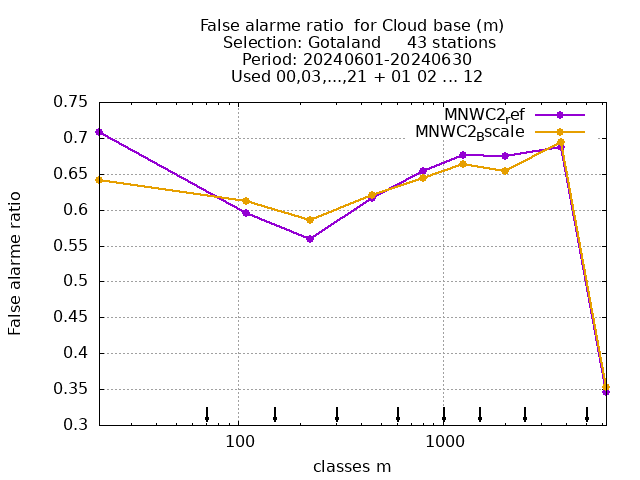 False alarme ratio  for Cloud base (m)
Selection: Gotaland     43 stations
Period: 20240601-20240630
Used 00,03,...,21 + 01 02 ... 12
MNWC2ref
MNWC2Bscale
0.75
0.7
0.65
0.6
0.55
0.5
0.45
0.4
0.35
0.3
False alarme ratio
100
1000
classes m